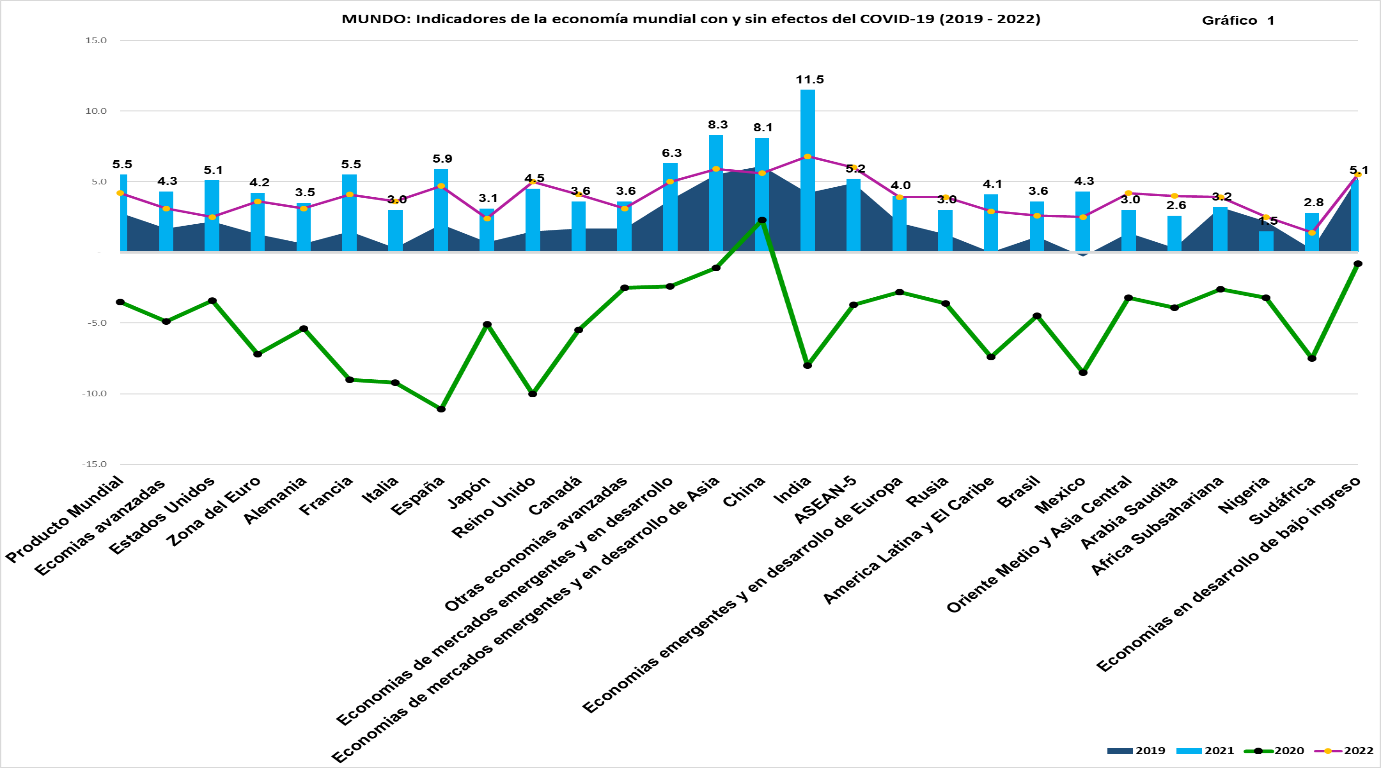 MUNDO: Indicadores de la economía mundial con y sin efectos del COVID-19 (2019 - 2022)
Gráfico 1
15.0
10.0
5.0
-
-5.0
-10.0
-15.0
5.5
4.3
5.1
4.2
3.5
5.5
3.0
5.9
3.1
4.5
3.6
3.6
6.3
8.3
8.1
11.5
5.2
4.0
3.0
4.1
3.6
4.3
3.0
2.6
3.2
1.5
2.8
5.1
Producto Mundial
Ecomias avanzadas
Estados Unidos
Zona del Euro
Alemania
Francia
Italia
España
Japón
Reino Unido
Canadá
Otras economias avanzadas
Economias de mercados emergentes y en desarrollo
Economias de mercados emergentes y en desarrollo de Asia
China
India
ASEAN-5
Economias emergentes y en desarrollo de Europa
Rusia
America Latina y El Caribe
Brasil
Mexico
Oriente Medio y Asia Central
Arabia Saudita
Africa Subsahariana
Nigeria
Sudáfrica
Economias en desarrollo de bajo ingreso
2019
2021
2020
2022